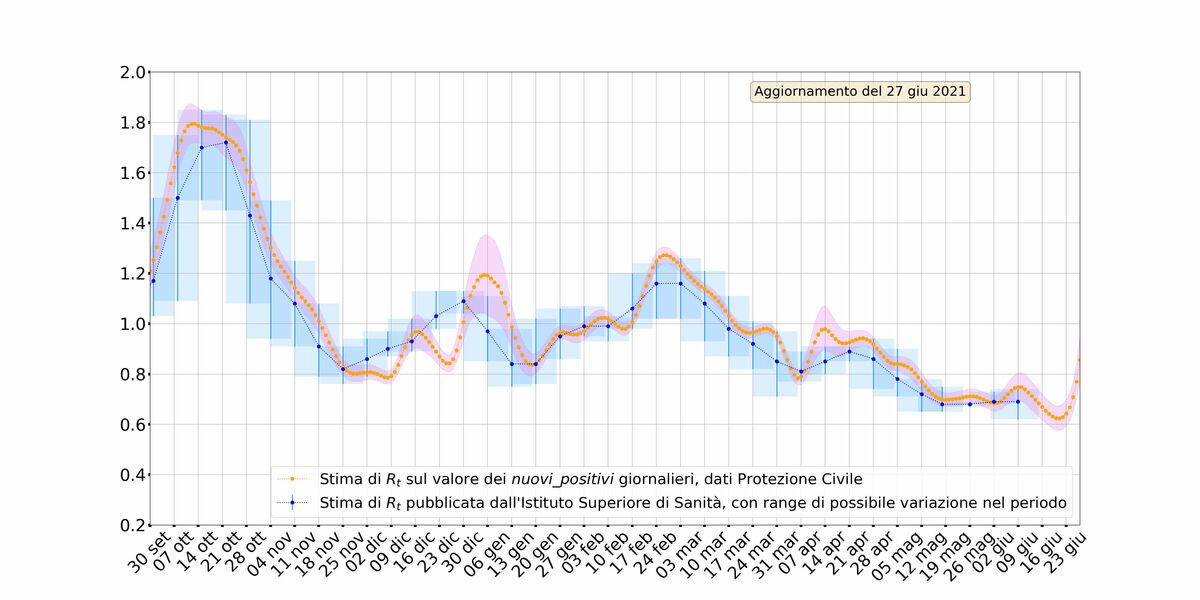 2.0
Aggiornamento del 27 giu 2021
1.8
1.6
1.4
1.2
1.0
0.8
0.6
0.4
Stima di Rt sul valore dei nuovi_positivi giornalieri, dati Protezione Civile
Stima di Rt pubblicata dall'Istituto Superiore di Sanità, con range di possibile variazione nel periodo
0.2
30 set
07 ott
14 ott
21 ott
28 ott
04 nov
11 nov
18 nov
25 nov
02 dic
09 dic
16 dic
23 dic
30 dic
06 gen
13 gen
20 gen
27 gen
03 feb
10 feb
17 feb
24 feb
03 mar
10 mar
17 mar
24 mar
31 mar
07 apr
14 apr
21 apr
28 apr
05 mag
12 mag
19 mag
26 mag
02 giu
09 giu
16 giu
23 giu